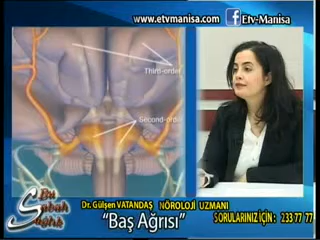 www.etvmanisa.com
Etv-Manisa
Third-order
Second-order
Bu
Sabah
Sağlık
Dr. Gülşen VATANDAŞ NÖROLOJİ UZMANI
"Baş Ağrısı"
SORULARINIZ İÇİN : 233 77 77